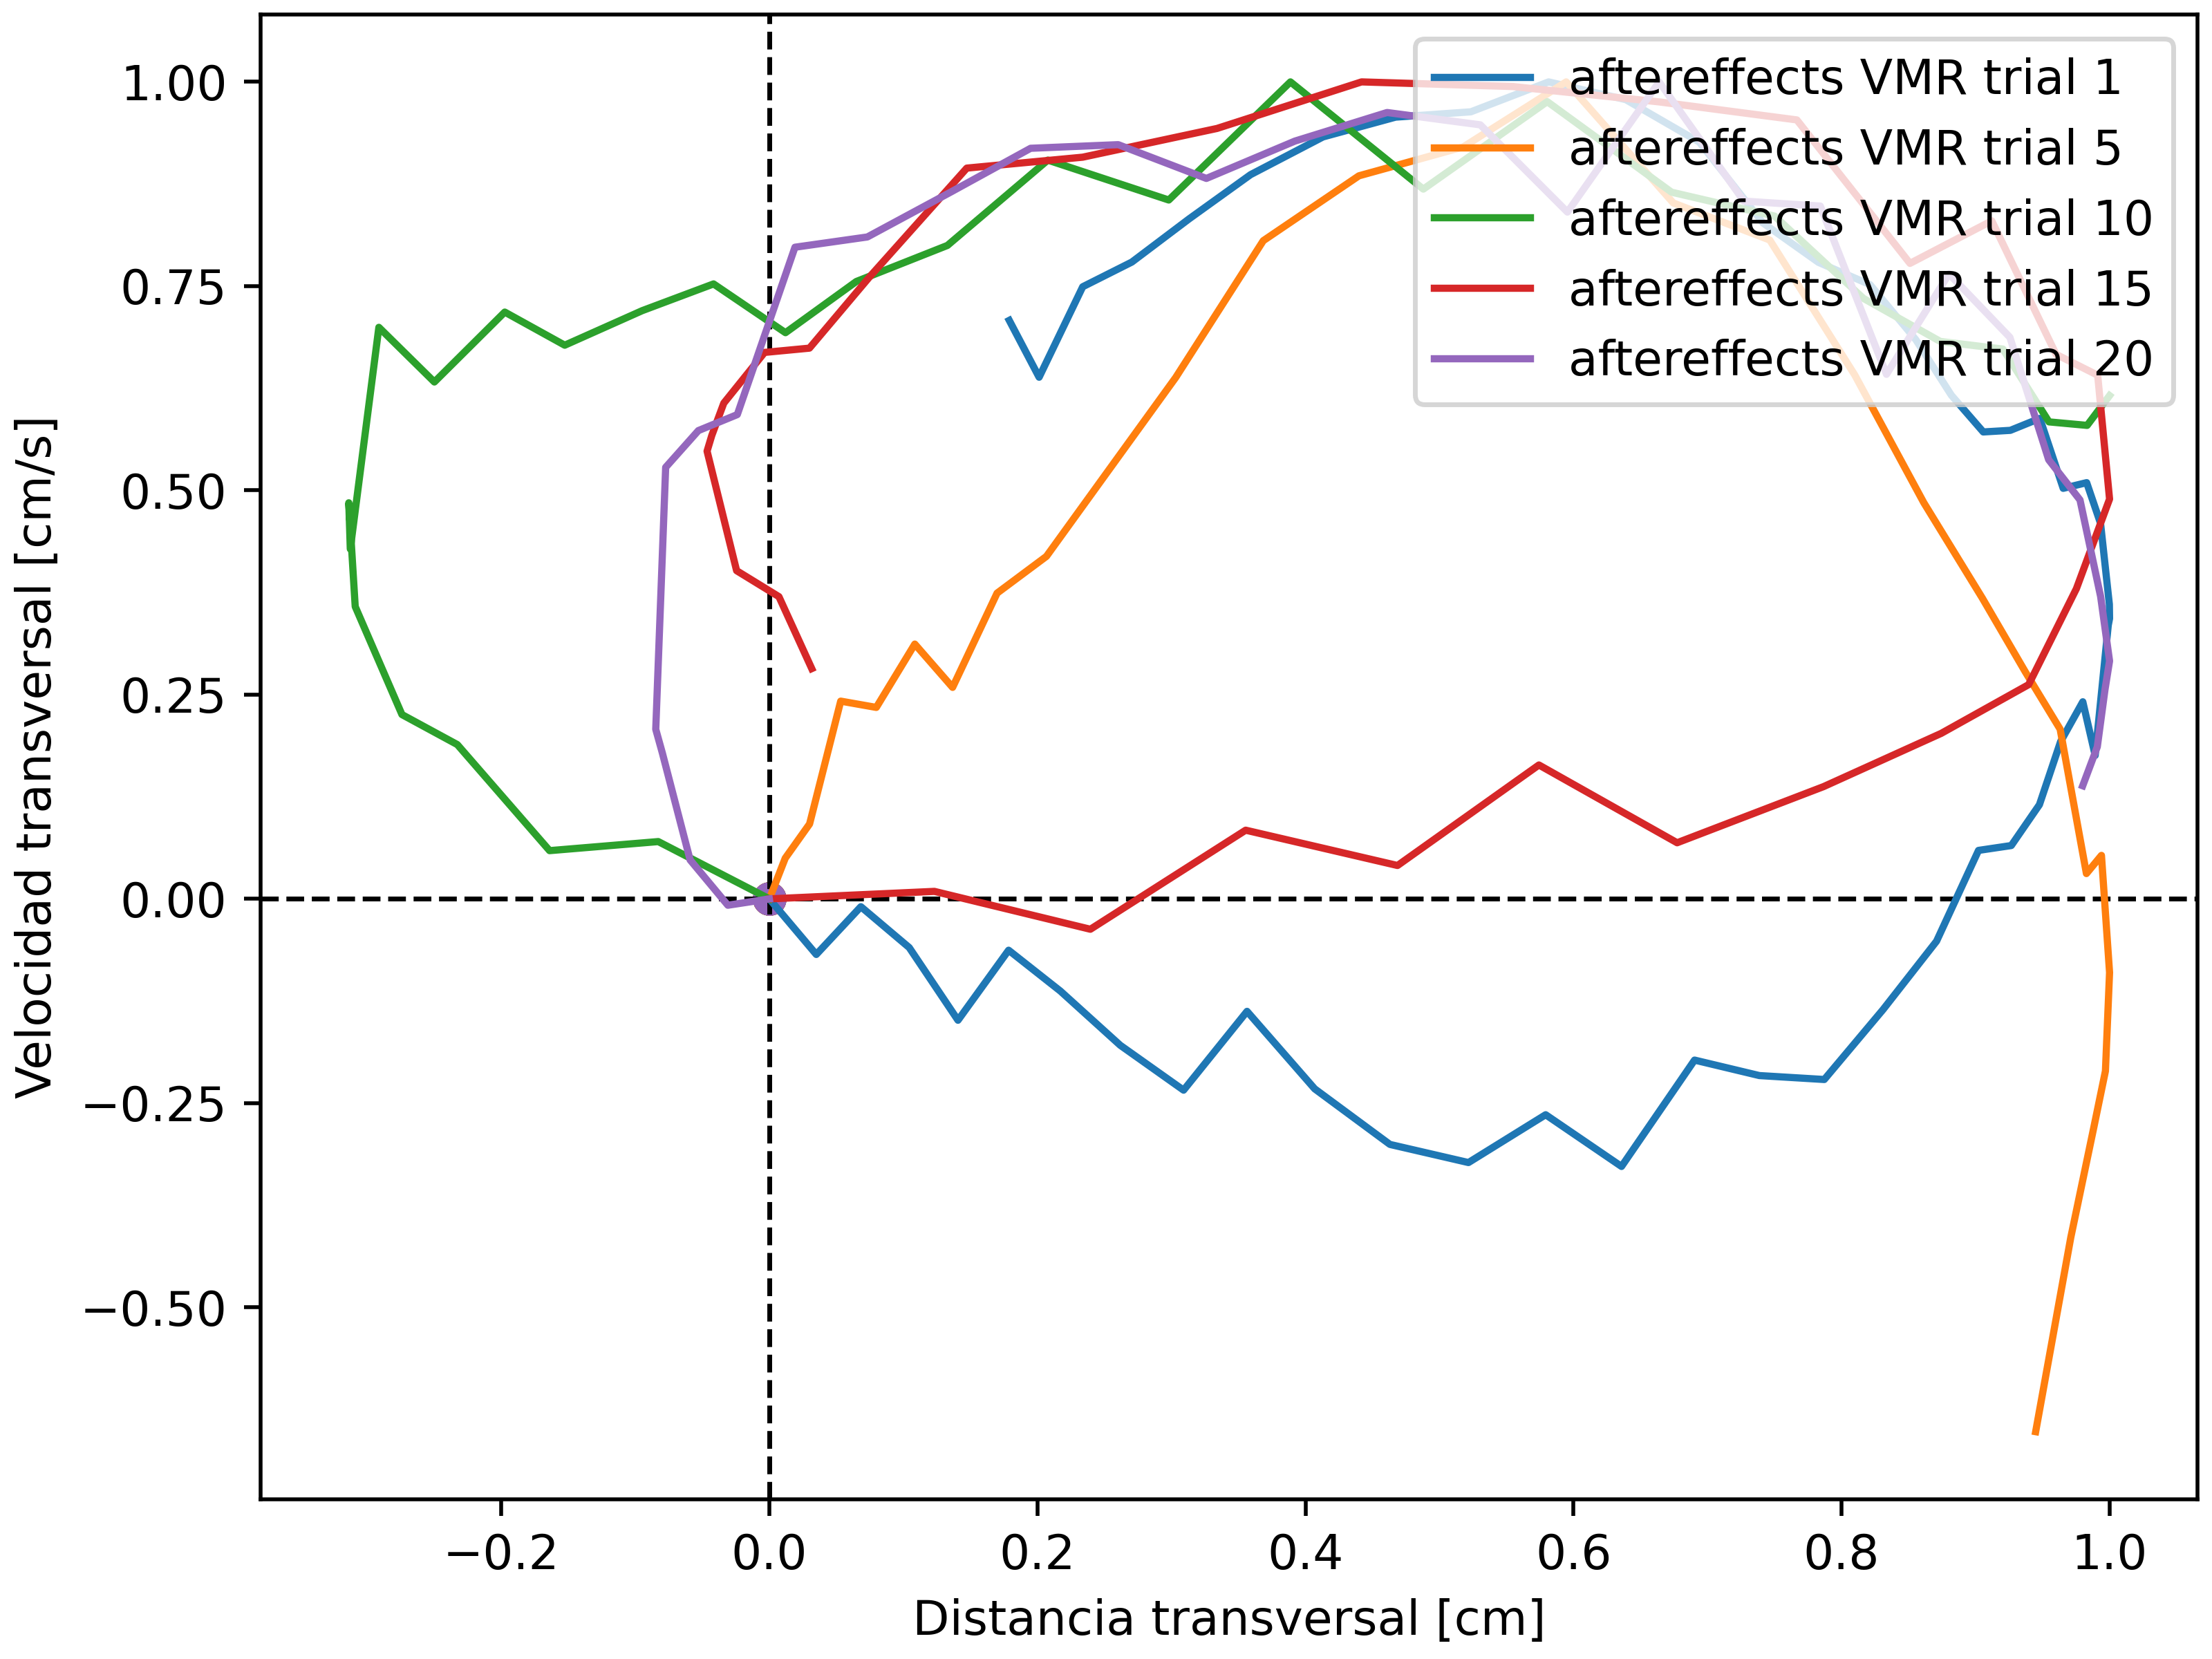 aftereffects VMR trial 1
aftereffects VMR trial 5
aftereffects VMR trial 10
aftereffects VMR trial 15
aftereffects VMR trial 20
1.00
0.75
0.50
0.25
0.00
−0.25
−0.50
Velocidad transversal [cm/s]
−0.2 0.0 0.2 0.4 0.6 0.8 1.0
Distancia transversal [cm]